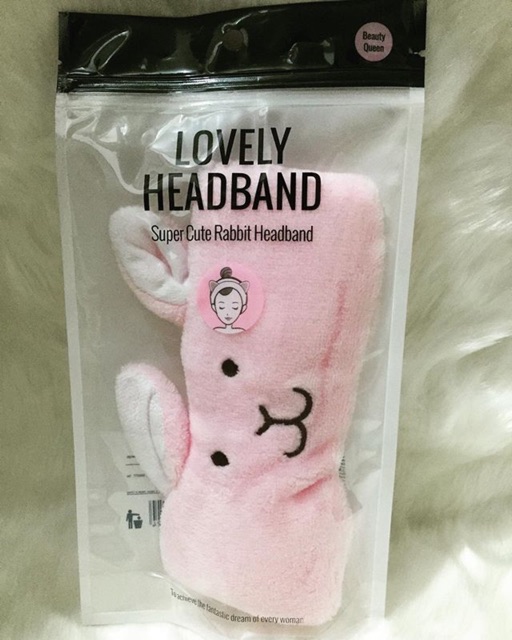 Beauty
Queen
LOVELY
HEADBAND
Super Cute Rabbit Headband
To achieve the fantastic dream of every woman